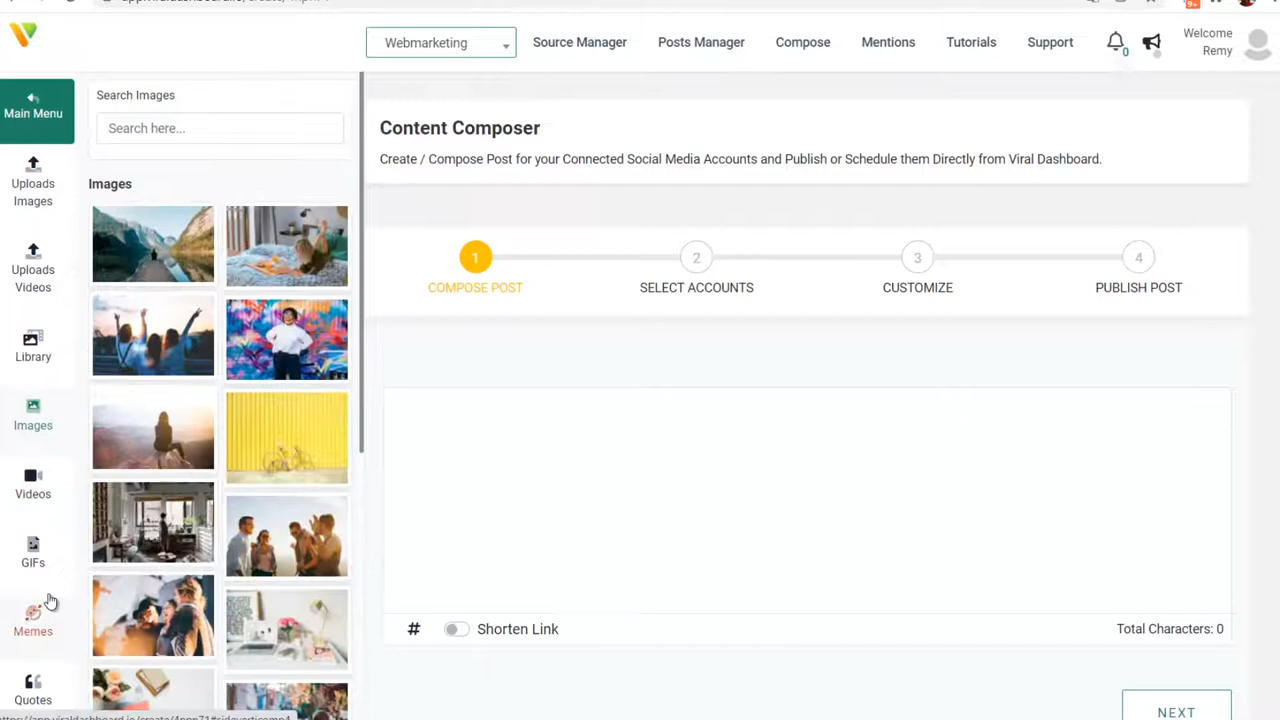 Webmarketing
Source Manager
Posts Manager
Compose
Mentions
Tutorials
Support
0
9+
Welcome
Remy
Main Menu
Uploads
Images
Uploads
Videos
Library
Images
Videos
GIFs
Memes
Quotes
Search Images
Search here...
Images
Content Composer
Create / Compose Post for your Connected Social Media Accounts and Publish or Schedule them Directly from Viral Dashboard.
1
COMPOSE POST
2
SELECT ACCOUNTS
3
CUSTOMIZE
4
PUBLISH POST
# Shorten Link
Total Characters: 0
NEXT